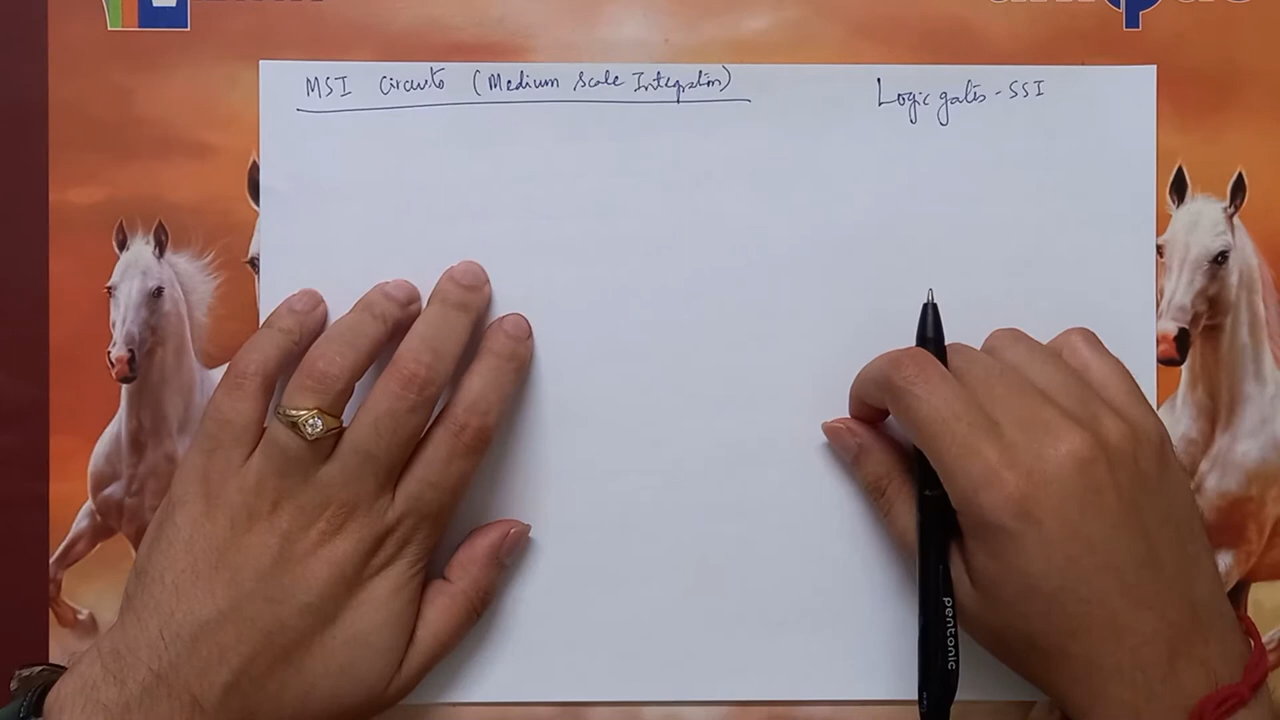 MSI Circuits (Medium Scale Integration)
Logic gates - SSI
pentonic